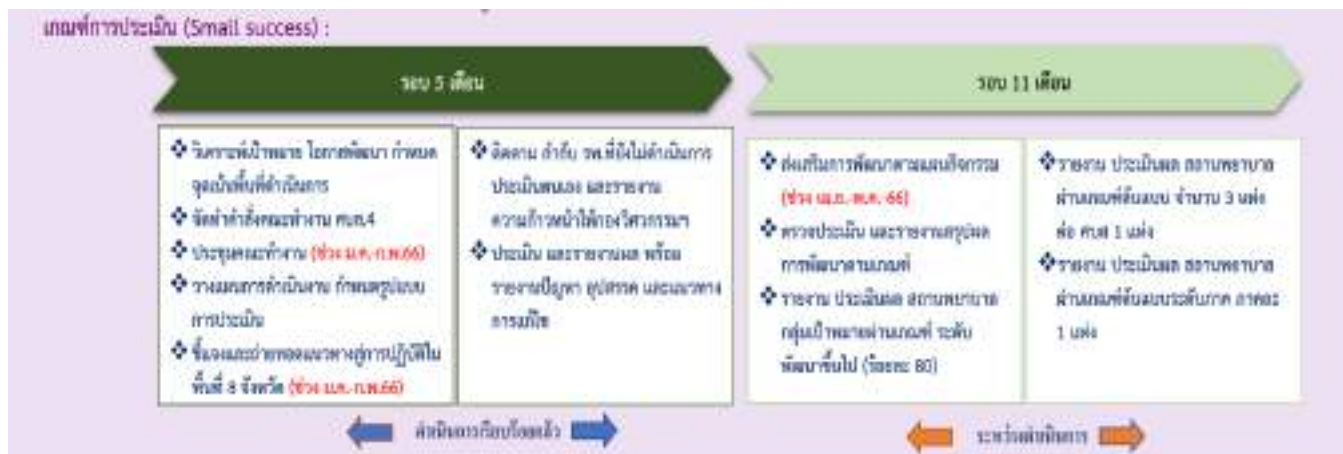 เกณฑ์การประเมิน (Small success) :
รอบ 5 เดือน
❖ วิเคราะห์เป้าหมาย โอกาสพัฒนา กำหนด
จุดเน้นพื้นที่ดำเนินการ
❖ จัดทำคำสั่งคณะทำงาน ศบส.4
❖ ประชุมคณะทำงาน (ช่วง ม.ค.-ก.พ.66)
❖ วางแผนการดำเนินงาน กำหนดรูปแบบ
การประเมิน
❖ ชี้แจงและถ่ายทอดแนวทางสู่การปฏิบัติใน
พื้นที่ 8 จังหวัด (ช่วง ม.ค.-ก.พ.66)
❖ ติดตาม กำกับ รพ.ที่ยังไม่ดำเนินการ
ประเมินตนเอง และรายงาน
ความก้าวหน้าให้กองวิศวกรรมฯ
❖ ประเมิน และรายงานผล พร้อม
รายงานปัญหา อุปสรรค และแนวทาง
การแก้ไข
ดำเนินการเรียบร้อยแล้ว
รอบ 11 เดือน
❖ ส่งเสริมการพัฒนาตามแผนกิจกรรม
(ช่วง เม.ย.-พ.ค. 66)
❖ ตรวจประเมิน และรายงานสรุปผล
การพัฒนาตามเกณฑ์
❖ รายงาน ประเมินผล สถานพยาบาล
กลุ่มเป้าหมายผ่านเกณฑ์ ระดับ
พัฒนาขึ้นไป (ร้อยละ 80)
❖ รายงาน ประเมินผล สถานพยาบาล
ผ่านเกณฑ์ต้นแบบ จำนวน 3 แห่ง
ต่อ ศบส 1 แห่ง
❖ รายงาน ประเมินผล สถานพยาบาล
ผ่านเกณฑ์ต้นแบบระดับภาค ภาคละ
1 แห่ง
ระหว่างดำเนินการ